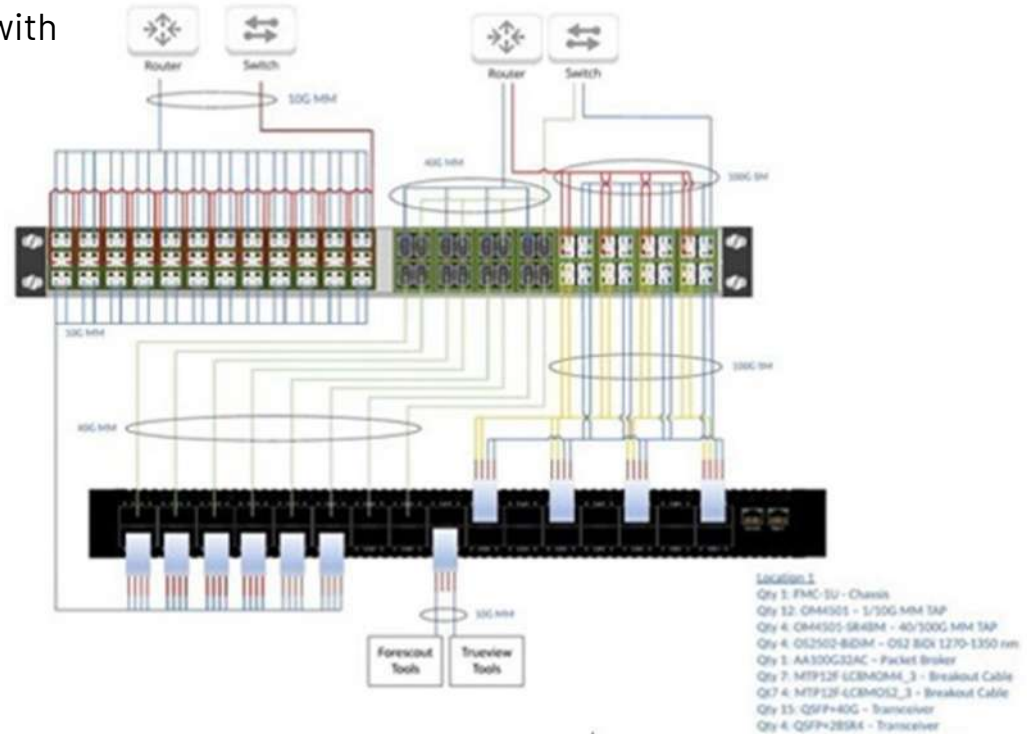 with
Router
Switch
Router
Switch
10G MM
40G MM
100G SM
10G MM
100G SM
40G MM
10G MM
Forescout
Tools
Trueview
Tools
Location 1
Qty 1: FMC-1U - Chassis
Qty 12: OM4501 – 1/10G MM TAP
Qty 4: OM4501-SR4BM – 40/100G MM TAP
Qty 4: OS2502-BiDiM – OS2 BiDi 1270-1350 nm
Qty 1: AA100G32AC – Packet Broker
Qty 7: MTP12F-LC8MOM4_3 – Breakout Cable
Qt7 4: MTP12F-LC8MOS2_3 – Breakout Cable
Qty 15: QSFP+40G – Transceiver
Qty 4: QSFP+28SR4 – Transceiver